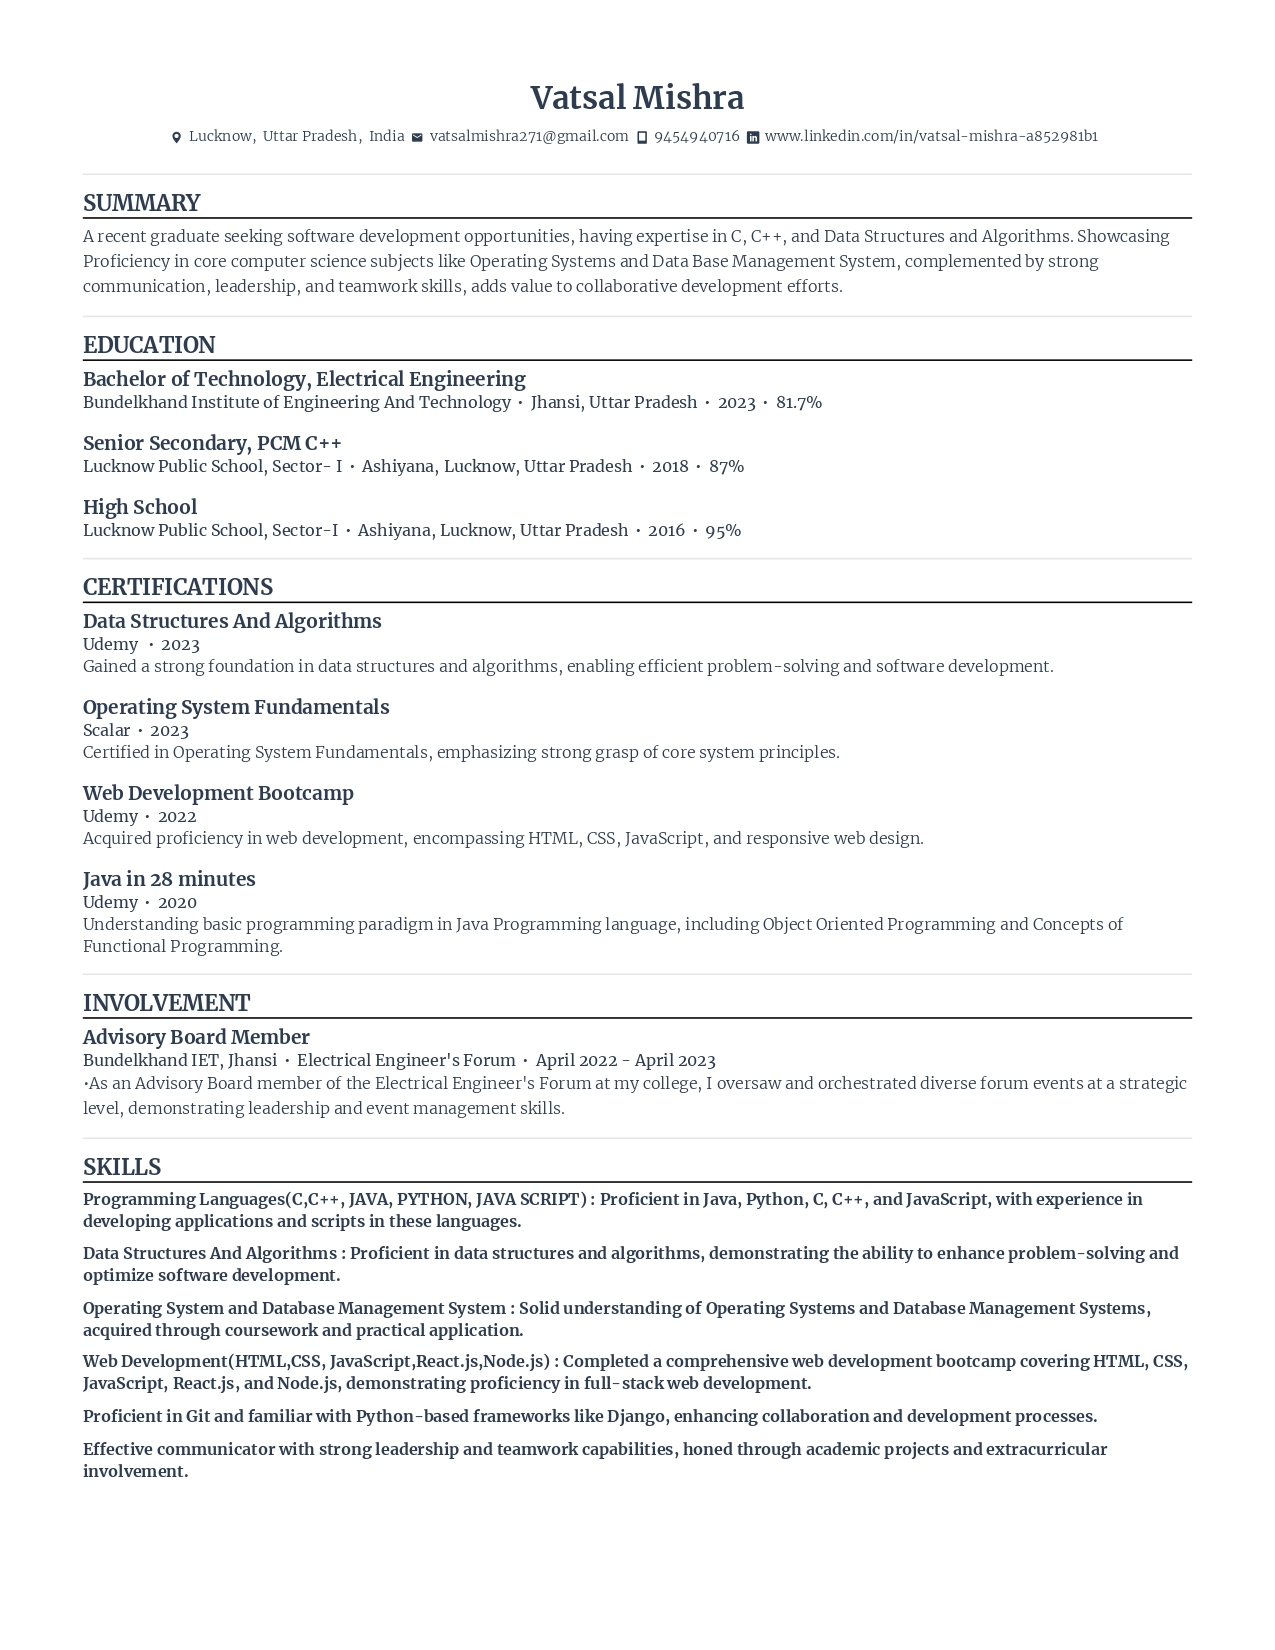 Vatsal Mishra
Lucknow, Uttar Pradesh, India vatsalmishra271@gmail.com 9454940716 www.linkedin.com/in/vatsal-mishra-a852981b1
SUMMARY
A recent graduate seeking software development opportunities, having expertise in C, C++, and Data Structures and Algorithms. Showcasing
Proficiency in core computer science subjects like Operating Systems and Data Base Management System, complemented by strong
communication, leadership, and teamwork skills, adds value to collaborative development efforts.
EDUCATION
Bachelor of Technology, Electrical Engineering
Bundelkhand Institute of Engineering And Technology • Jhansi, Uttar Pradesh • 2023 • 81.7%
Senior Secondary, PCM C++
Lucknow Public School, Sector- I • Ashiyana, Lucknow, Uttar Pradesh • 2018 • 87%
High School
Lucknow Public School, Sector-I • Ashiyana, Lucknow, Uttar Pradesh • 2016 • 95%
CERTIFICATIONS
Data Structures And Algorithms
Udemy • 2023
Gained a strong foundation in data structures and algorithms, enabling efficient problem-solving and software development.
Operating System Fundamentals
Scalar • 2023
Certified in Operating System Fundamentals, emphasizing strong grasp of core system principles.
Web Development Bootcamp
Udemy • 2022
Acquired proficiency in web development, encompassing HTML, CSS, JavaScript, and responsive web design.
Java in 28 minutes
Udemy • 2020
Understanding basic programming paradigm in Java Programming language, including Object Oriented Programming and Concepts of
Functional Programming.
INVOLVEMENT
Advisory Board Member
Bundelkhand IET, Jhansi • Electrical Engineer's Forum • April 2022 - April 2023
•As an Advisory Board member of the Electrical Engineer's Forum at my college, I oversaw and orchestrated diverse forum events at a strategic
level, demonstrating leadership and event management skills.
SKILLS
Programming Languages(C,C++, JAVA, PYTHON, JAVA SCRIPT) : Proficient in Java, Python, C, C++, and JavaScript, with experience in
developing applications and scripts in these languages.
Data Structures And Algorithms : Proficient in data structures and algorithms, demonstrating the ability to enhance problem-solving and
optimize software development.
Operating System and Database Management System : Solid understanding of Operating Systems and Database Management Systems,
acquired through coursework and practical application.
Web Development(HTML,CSS, JavaScript,React.js,Node.js) : Completed a comprehensive web development bootcamp covering HTML, CSS,
JavaScript, React.js, and Node.js, demonstrating proficiency in full-stack web development.
Proficient in Git and familiar with Python-based frameworks like Django, enhancing collaboration and development processes.
Effective communicator with strong leadership and teamwork capabilities, honed through academic projects and extracurricular
involvement.